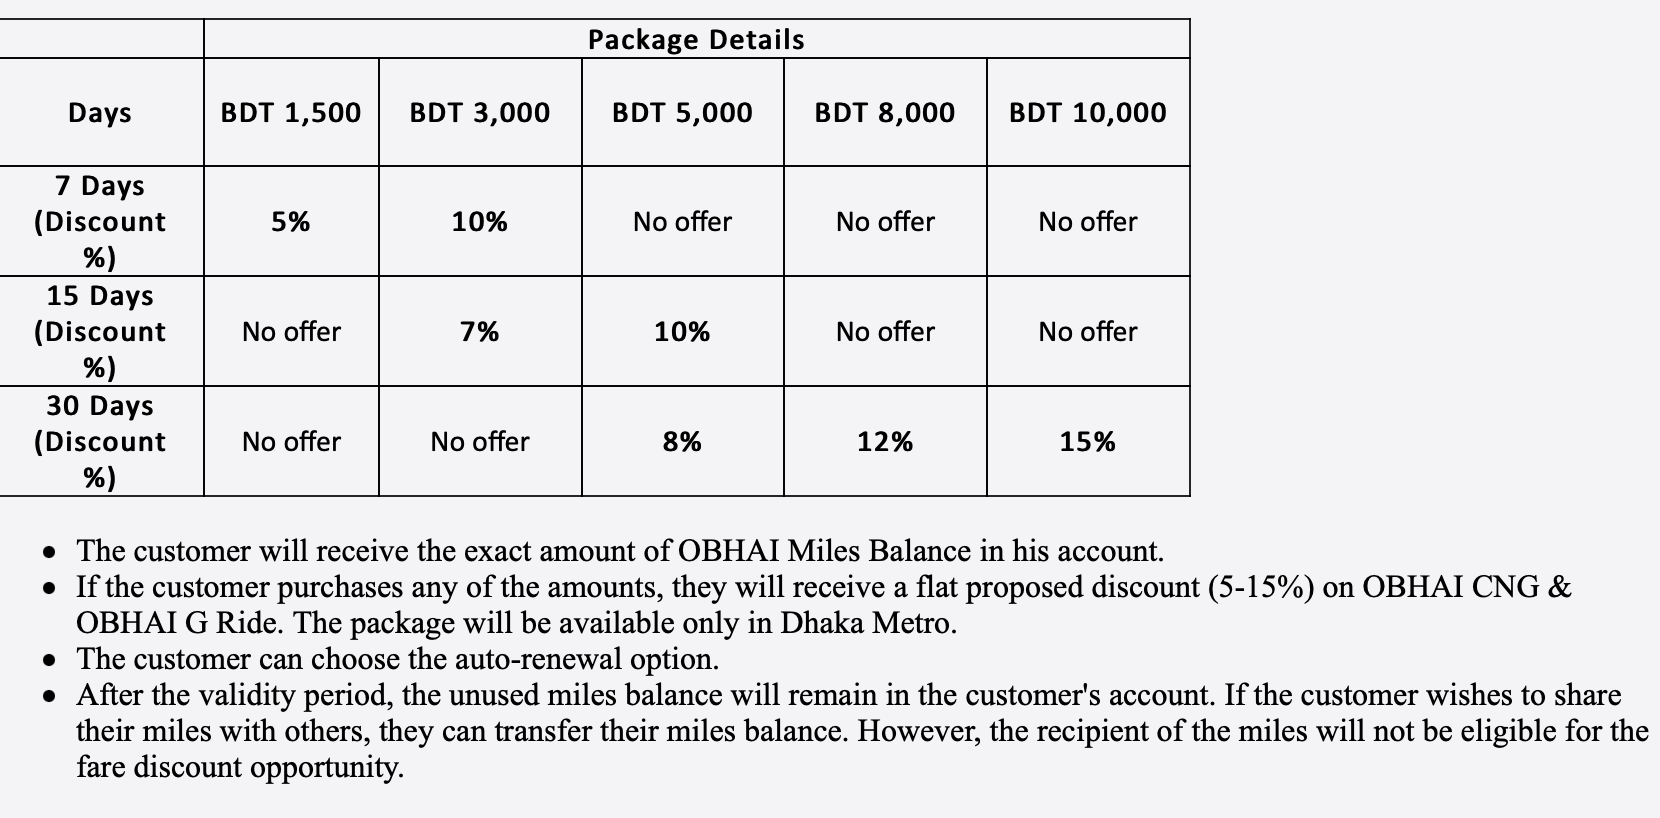 Package Details
Days BDT 1,500 BDT 3,000 BDT 5,000 BDT 8,000 BDT 10,000
7 Days
(Discount 5% 10% No offer No offer No offer
%)
15 Days
(Discount No offer 7% 10% No offer No offer
%)
30 Days
(Discount No offer No offer 8% 12% 15%
%)
• The customer will receive the exact amount of OBHAI Miles Balance in his account.
• If the customer purchases any of the amounts, they will receive a flat proposed discount (5-15%) on OBHAI CNG &
OBHAI G Ride. The package will be available only in Dhaka Metro.
• The customer can choose the auto-renewal option.
• After the validity period, the unused miles balance will remain in the customer's account. If the customer wishes to share
their miles with others, they can transfer their miles balance. However, the recipient of the miles will not be eligible for the
fare discount opportunity.